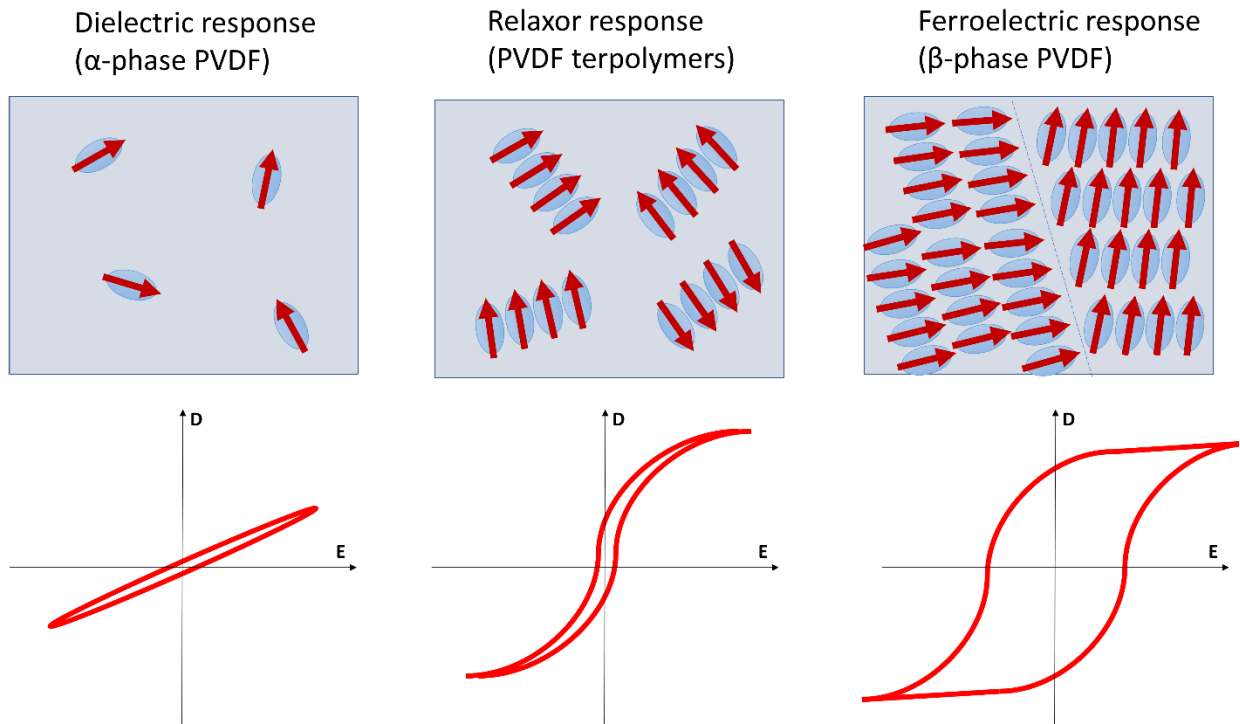 Dielectric response
(α-phase PVDF)
Relaxor response
(PVDF terpolymers)
Ferroelectric response
(β-phase PVDF)
D
E
D
E
D
E